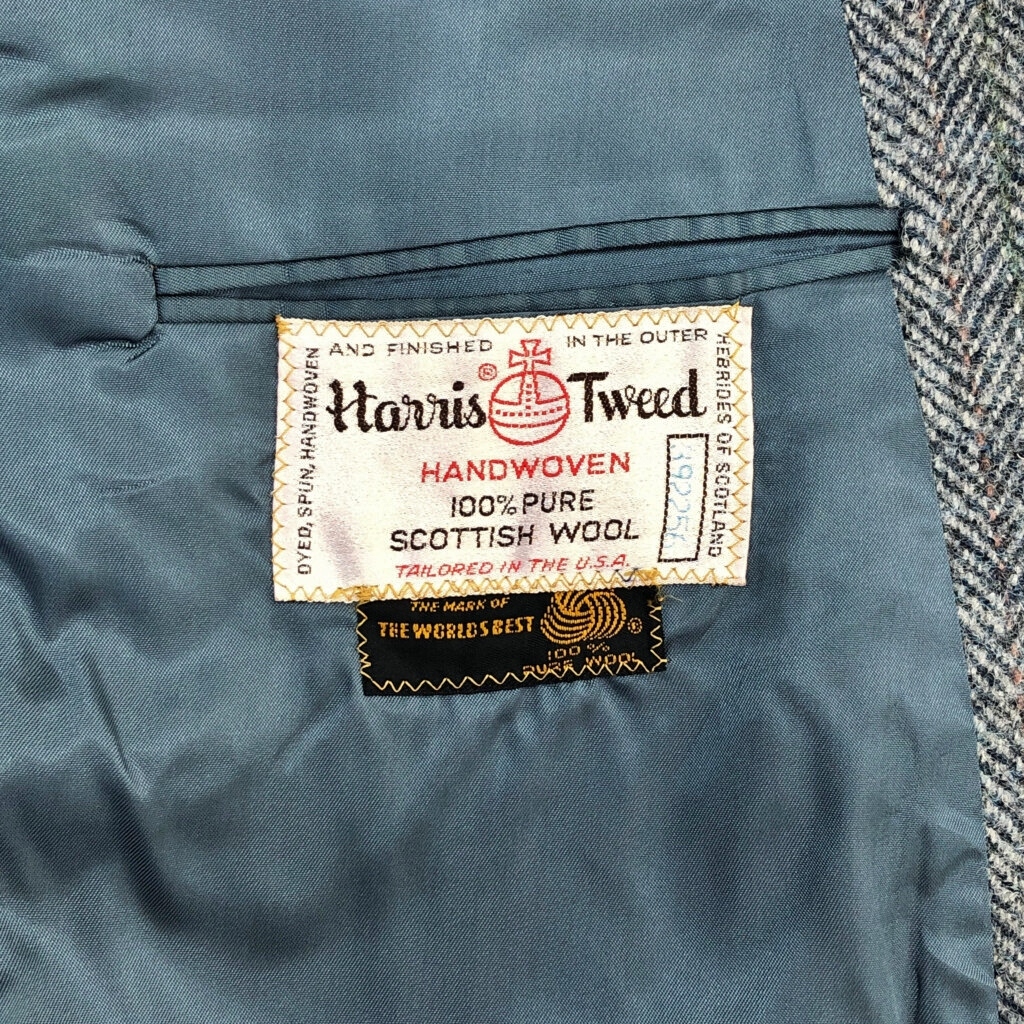 AND FINISHED IN THE OUTER
DYED, SPUN, HANDWOVEN
HEBRIDES OF SCOTLAND
Harris ® Tweed
HANDWOVEN
100% PURE
SCOTTISH WOOL
TAILORED IN THE U.S.A.
THE MARK OF
THE WORLDS BEST
®
100 %
PURE WOOL